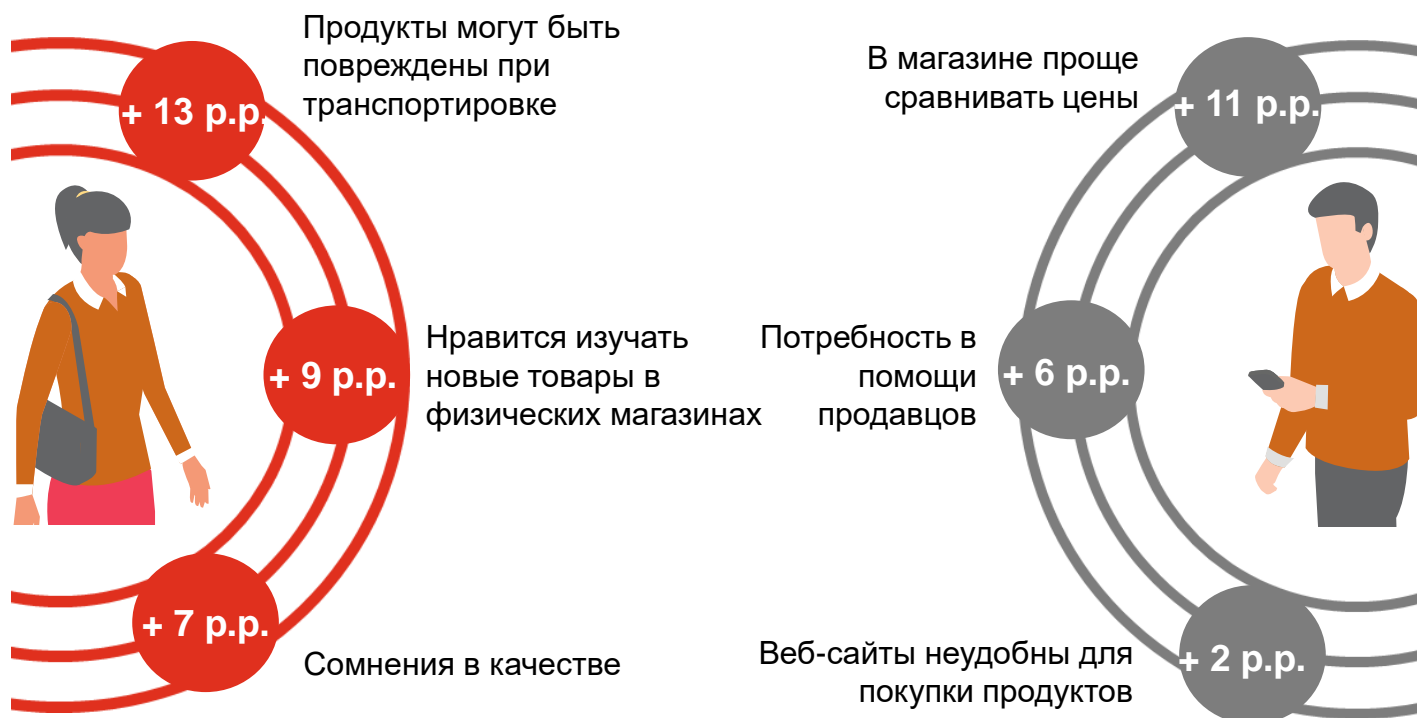 Продукты могут быть
повреждены при
транспортировке
+ 13 p.p.
Нравится изучать
новые товары в
физических магазинах
+ 9 p.p.
Сомнения в качестве
+ 7 p.p.
В магазине проще
сравнивать цены
+ 11 p.p.
Потребность в
помощи
продавцов
+ 6 p.p.
Веб-сайты неудобны для
покупки продуктов
+ 2 p.p.